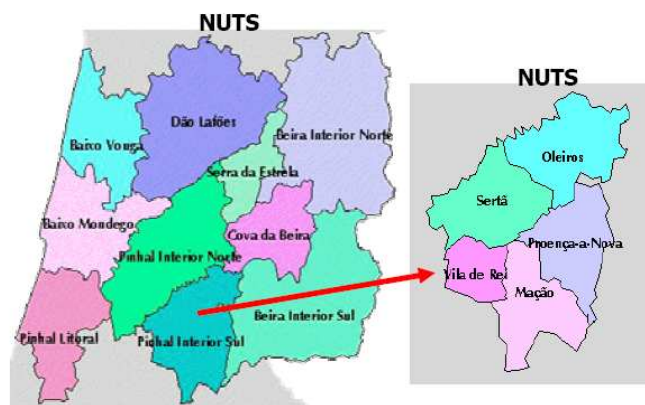 NUTS
Dão Lafões
Baixo Vouga
Beira Interior Norte
Serra da Estrela
Baixo Mondego
Cova da Beira
Pinhal Interior Norte
Beira Interior Sul
Pinhal Litoral
Pinhal Interior Sul
NUTS
Oleiros
Sertã
Proença-a-Nova
Vila de Rei
Mação